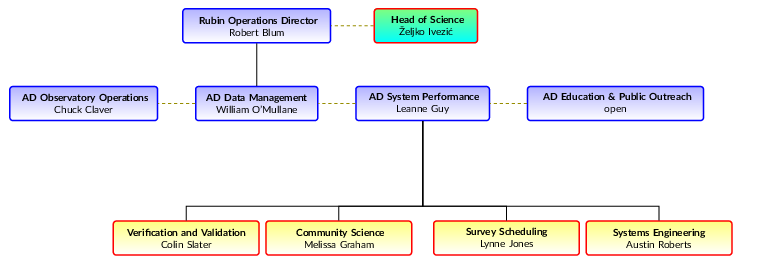 Rubin Operations Director
Robert Blum
Head of Science
Željko Ivezić
AD Observatory Operations
Chuck Claver
AD Data Management
William O'Mullane
AD System Performance
Leanne Guy
AD Education & Public Outreach
open
Verification and Validation
Colin Slater
Community Science
Melissa Graham
Survey Scheduling
Lynne Jones
Systems Engineering
Austin Roberts